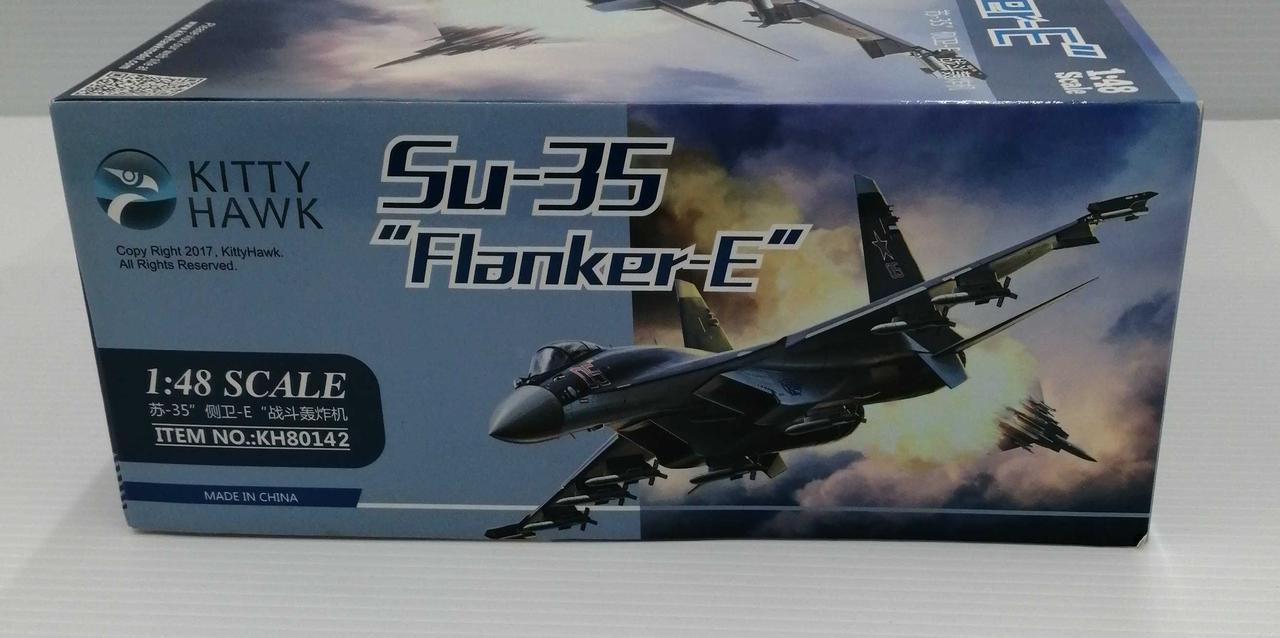 1:48
Scale
KITTY
HAWK
Copy Right 2017, KittyHawk.
All Rights Reserved.
Su-35
"Flanker-E"
1:48 SCALE
苏-35"侧卫-E"战斗轰炸机
ITEM NO.:KH80142
MADE IN CHINA